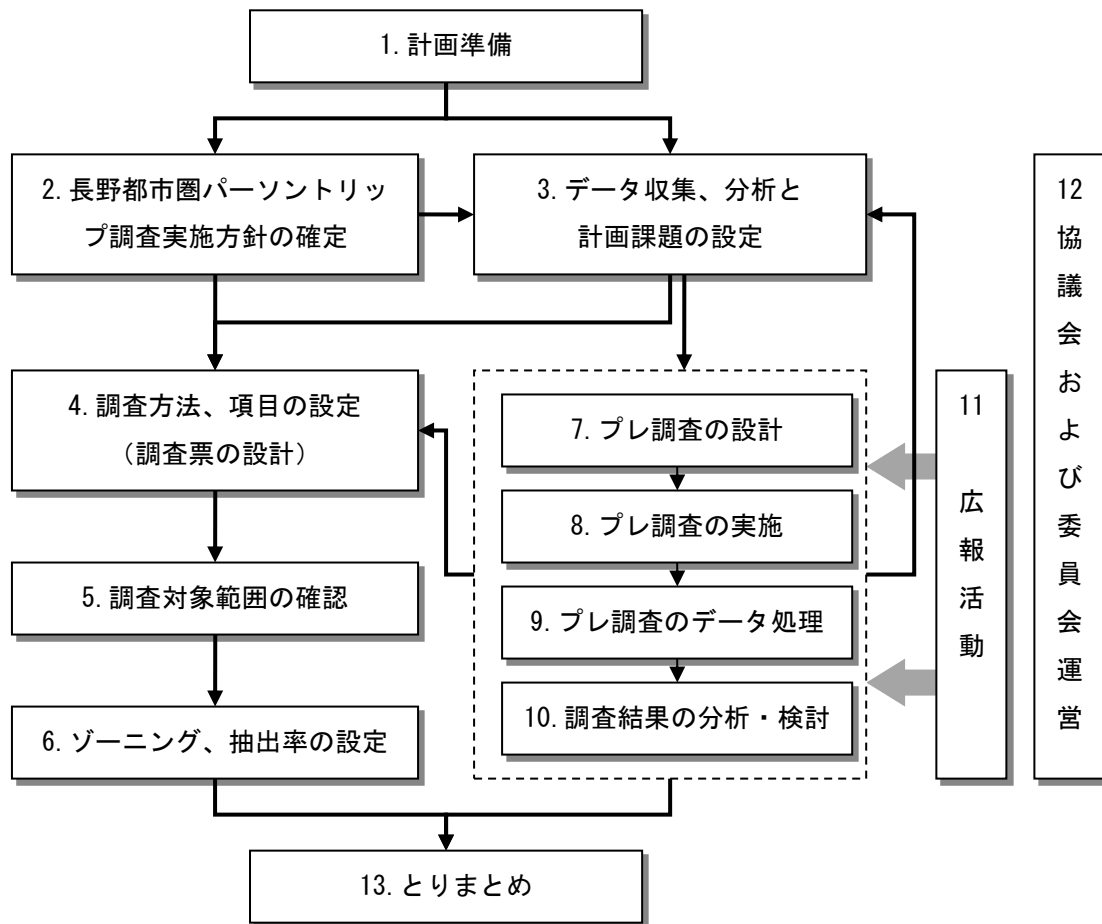 1. 計画準備
2. 長野都市圏パーソントリッ
プ調査実施方針の確定
3. データ収集、分析と
計画課題の設定
4. 調査方法、項目の設定
（調査票の設計）
5. 調査対象範囲の確認
6. ゾーニング、抽出率の設定
7. プレ調査の設計
8. プレ調査の実施
9. プレ調査のデータ処理
10. 調査結果の分析・検討
11 広報活動
12 協議会および委員会運営
13. とりまとめ